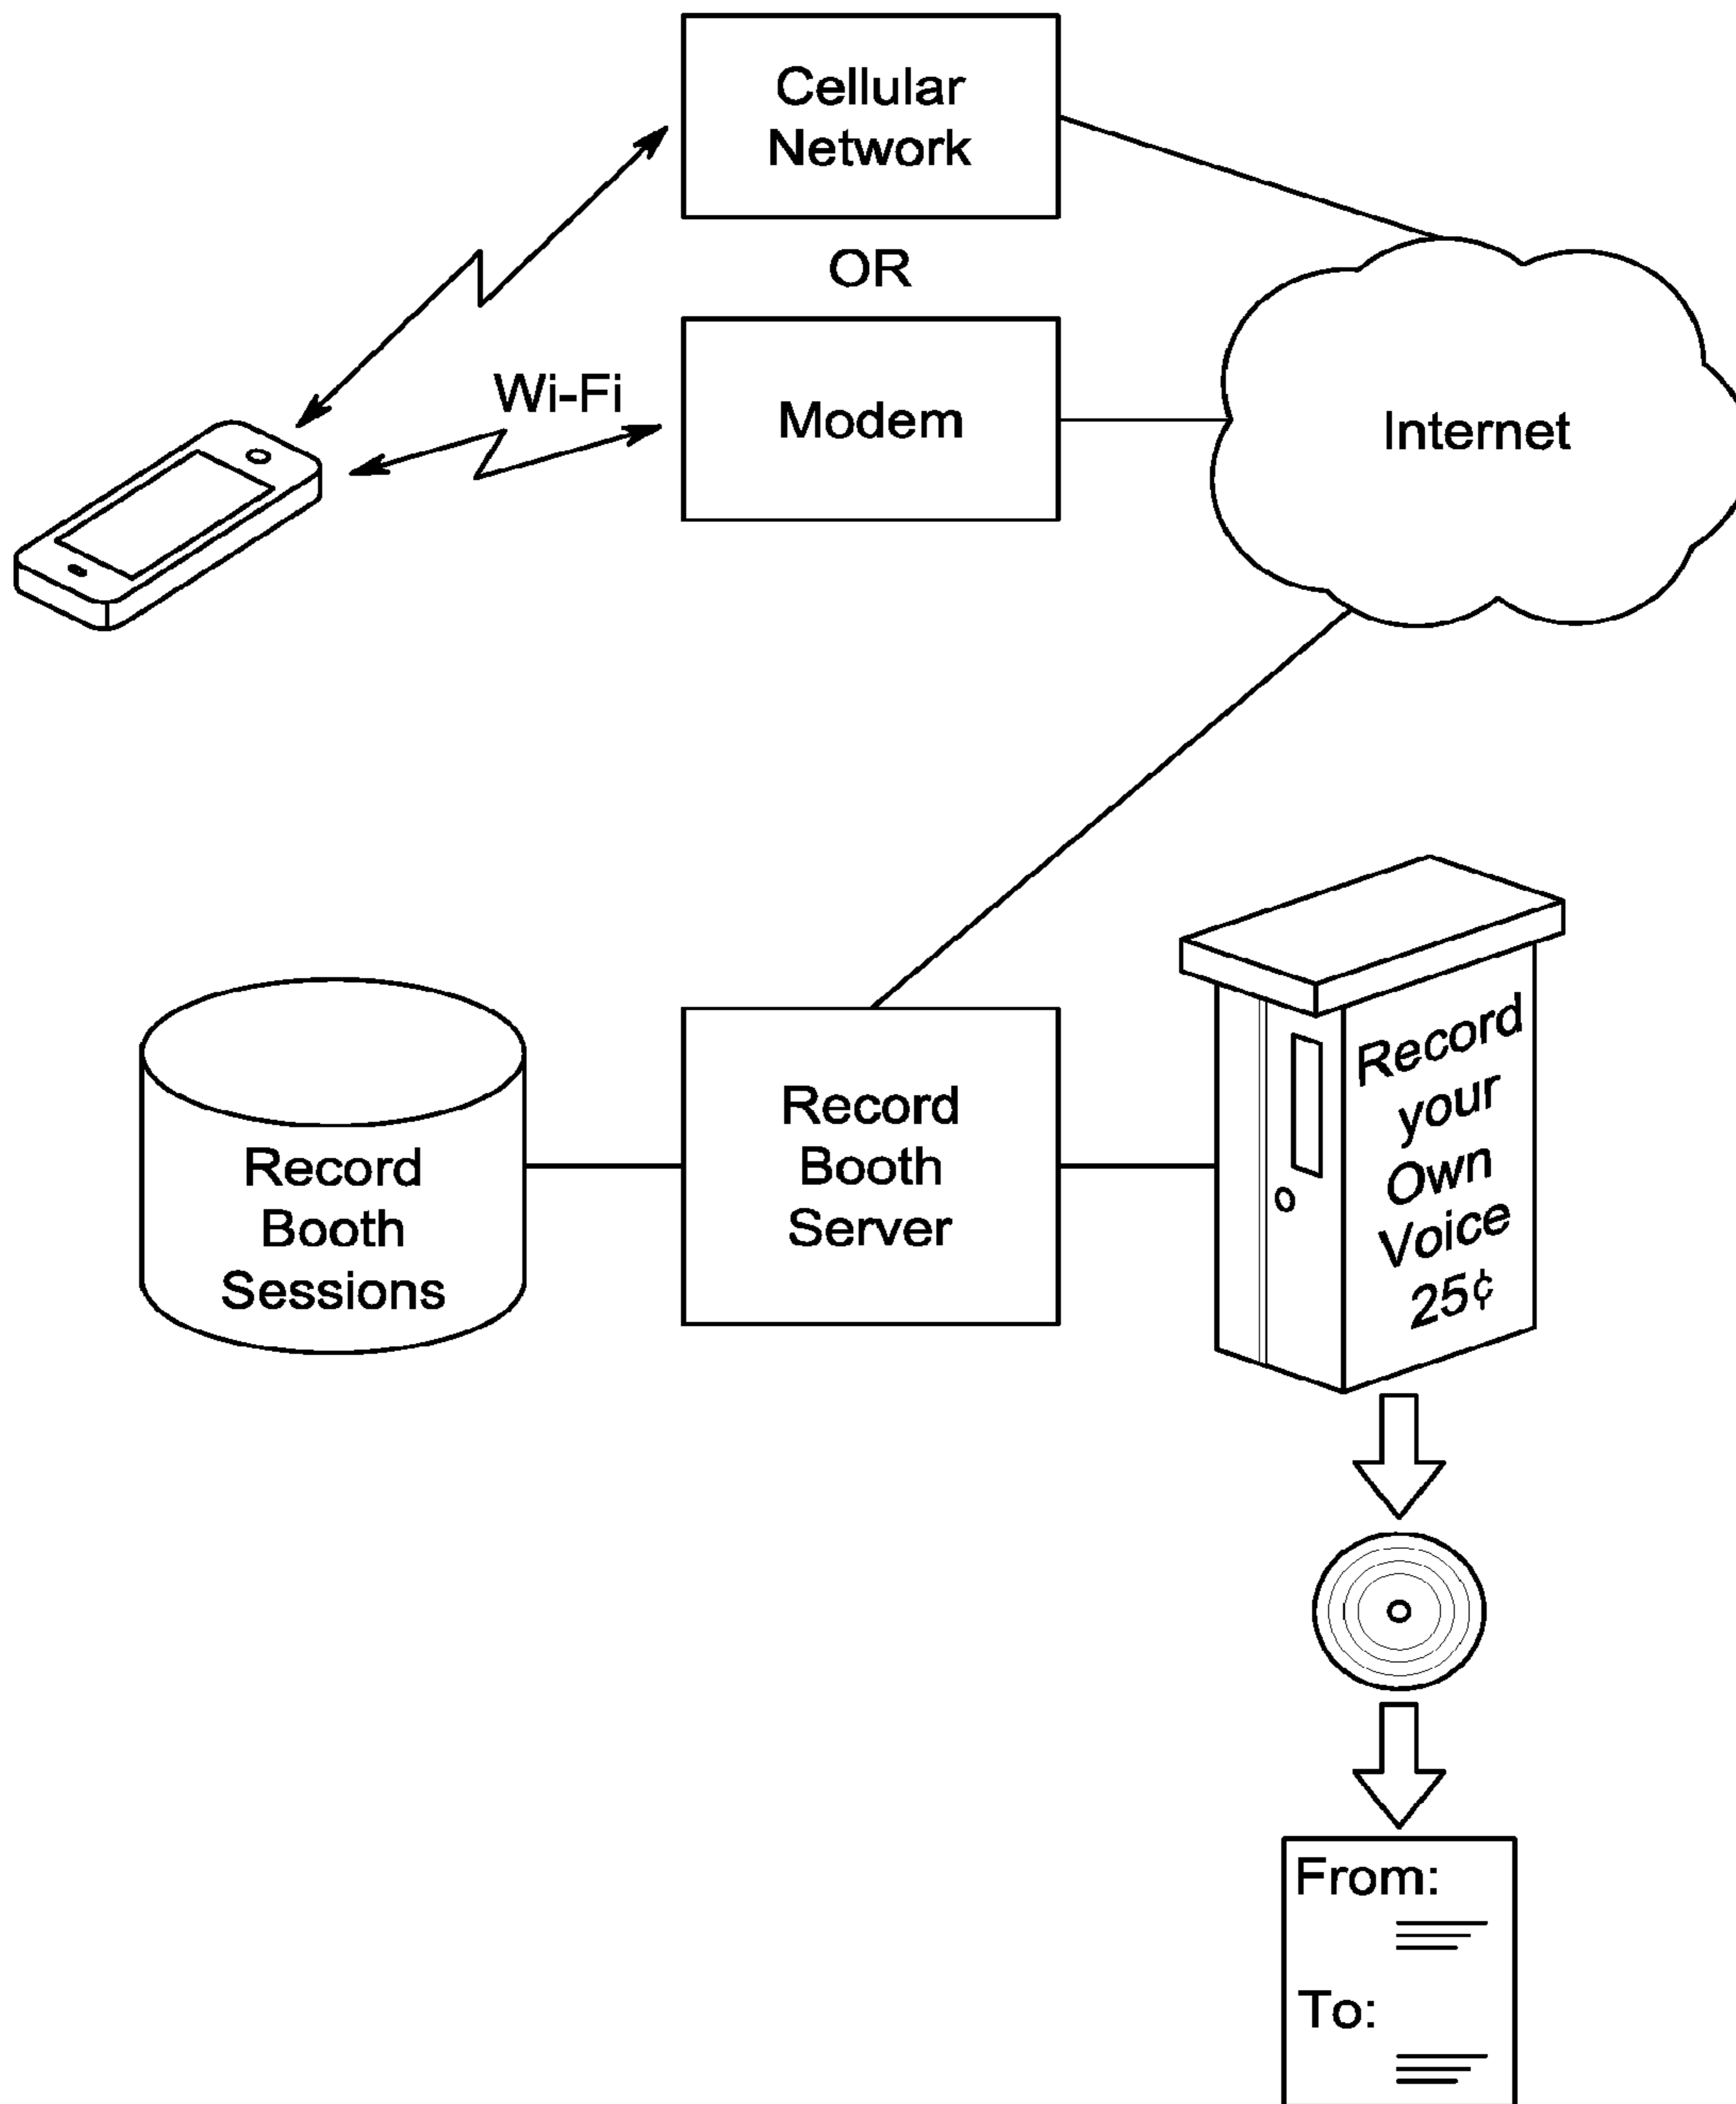 Cellular
Network
OR
Wi-Fi
Modem
Internet
Record
Booth
Sessions
Record
Booth
Server
Record
your
Own
Voice
25¢
From:
To: